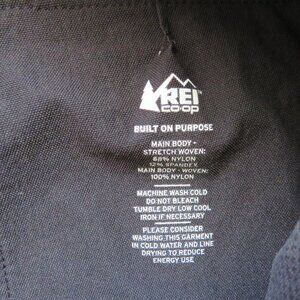 REI
CO·OP
BUILT ON PURPOSE
MAIN BODY -
STRETCH WOVEN:
88% NYLON
12% SPANDEX
MAIN BODY - WOVEN:
100% NYLON
MACHINE WASH COLD
DO NOT BLEACH
TUMBLE DRY LOW COOL
IRON IF NECESSARY
PLEASE CONSIDER
WASHING THIS GARMENT
IN COLD WATER AND LINE
DRYING TO REDUCE
ENERGY USE